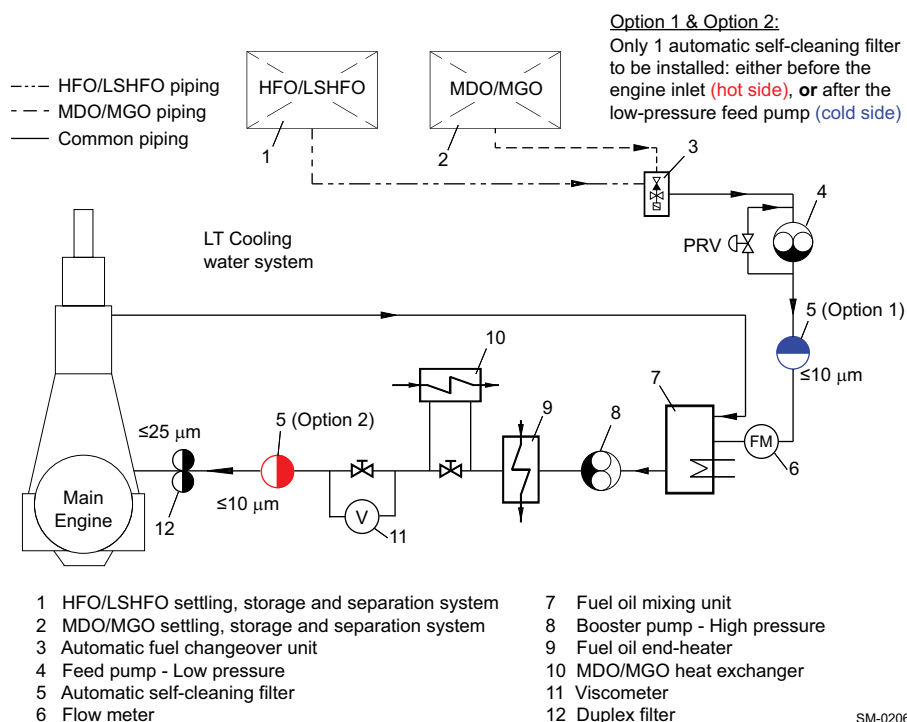 Option 1 & Option 2:
Only 1 automatic self-cleaning filter
to be installed: either before the
engine inlet (hot side), or after the
low-pressure feed pump (cold side)
HFO/LSHFO piping
MDO/MGO piping
Common piping
HFO/LSHFO
MDO/MGO
1
2
3
4
PRV
LT Cooling
water system
5 (Option 1)
≤10 μm
10
7
9
8
FM
6
5 (Option 2)
≤25 μm
≤10 μm
V
11
12
Main
Engine
1 HFO/LSHFO settling, storage and separation system
2 MDO/MGO settling, storage and separation system
3 Automatic fuel changeover unit
4 Feed pump - Low pressure
5 Automatic self-cleaning filter
6 Flow meter
7 Fuel oil mixing unit
8 Booster pump - High pressure
9 Fuel oil end-heater
10 MDO/MGO heat exchanger
11 Viscometer
12 Duplex filter
SM-0206